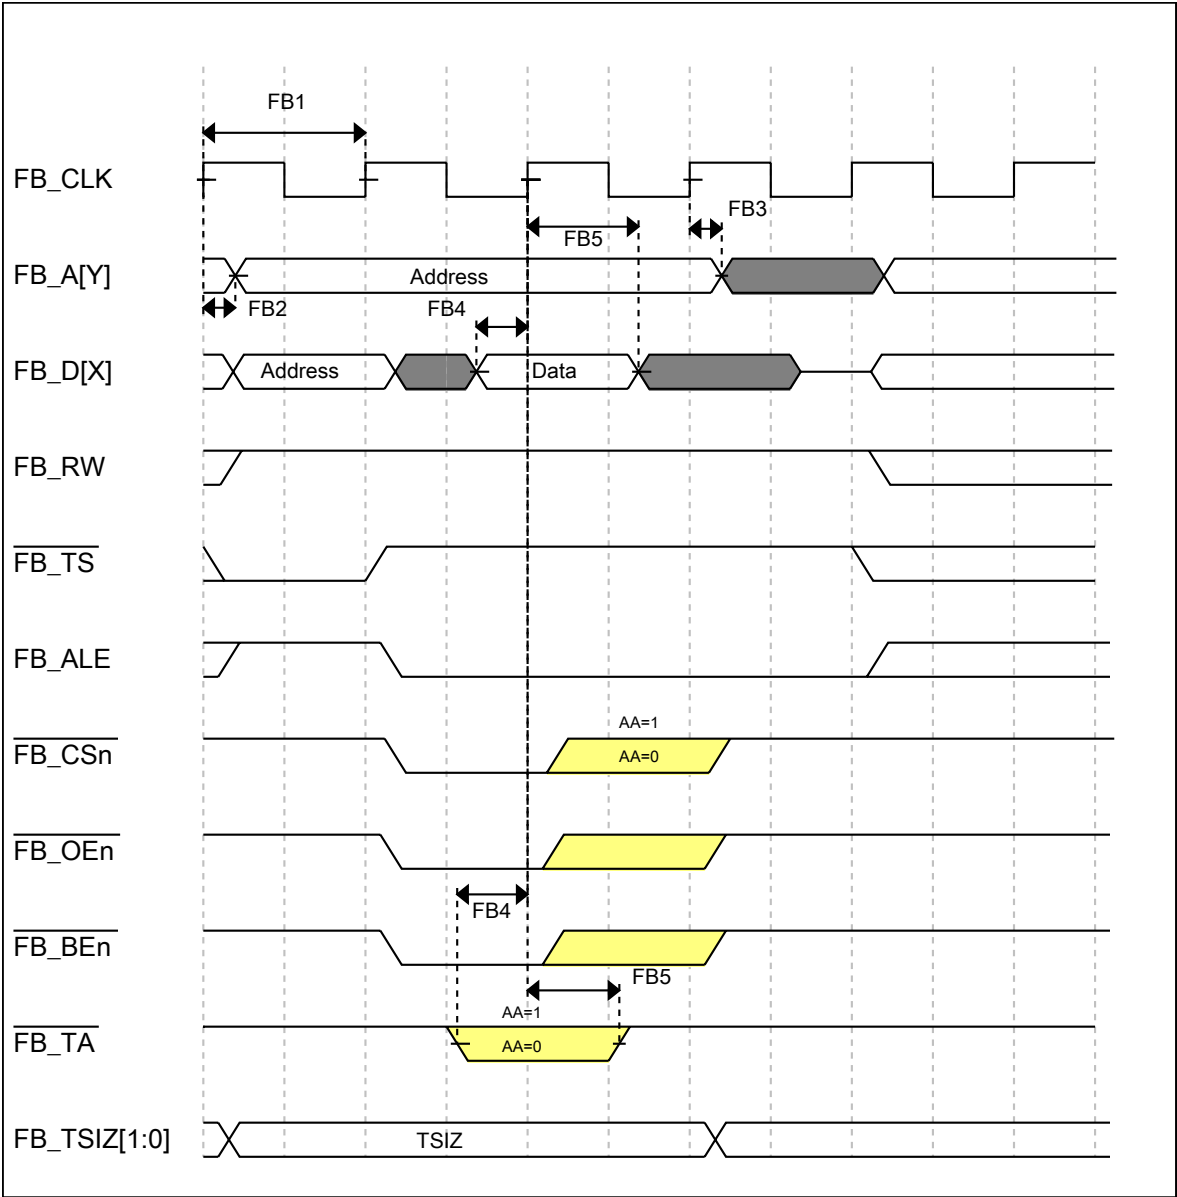 FB1
FB_CLK
FB3
FB5
FB_A[Y]
Address
FB2
FB4
FB_D[X]
Address
Data
FB_RW
FB_TS
FB_ALE
AA=1
FB_CSn
AA=0
FB_OEn
FB4
FB_BEn
FB5
AA=1
FB_TA
AA=0
FB_TSIZ[1:0]
TSIZ